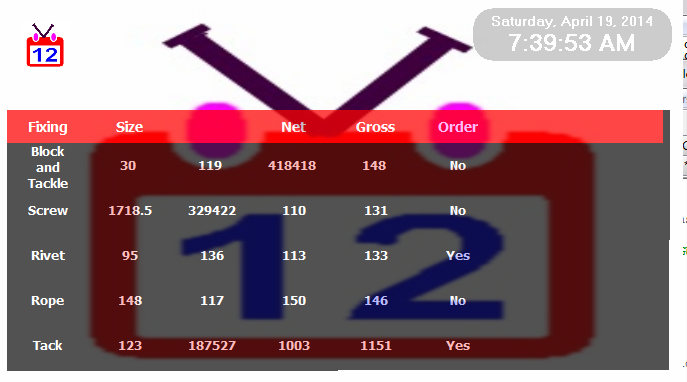 Saturday, April 19, 2014
7:39:53 AM
12
Fixing Size Net Gross Order
Block
and
Tackle
30 119 418418 148 No
Screw 1718.5 329422 110 131 No
Rivet 95 136 113 133 Yes
12
Rope 148 117 150 146 No
Tack 123 187527 1003 1151 Yes